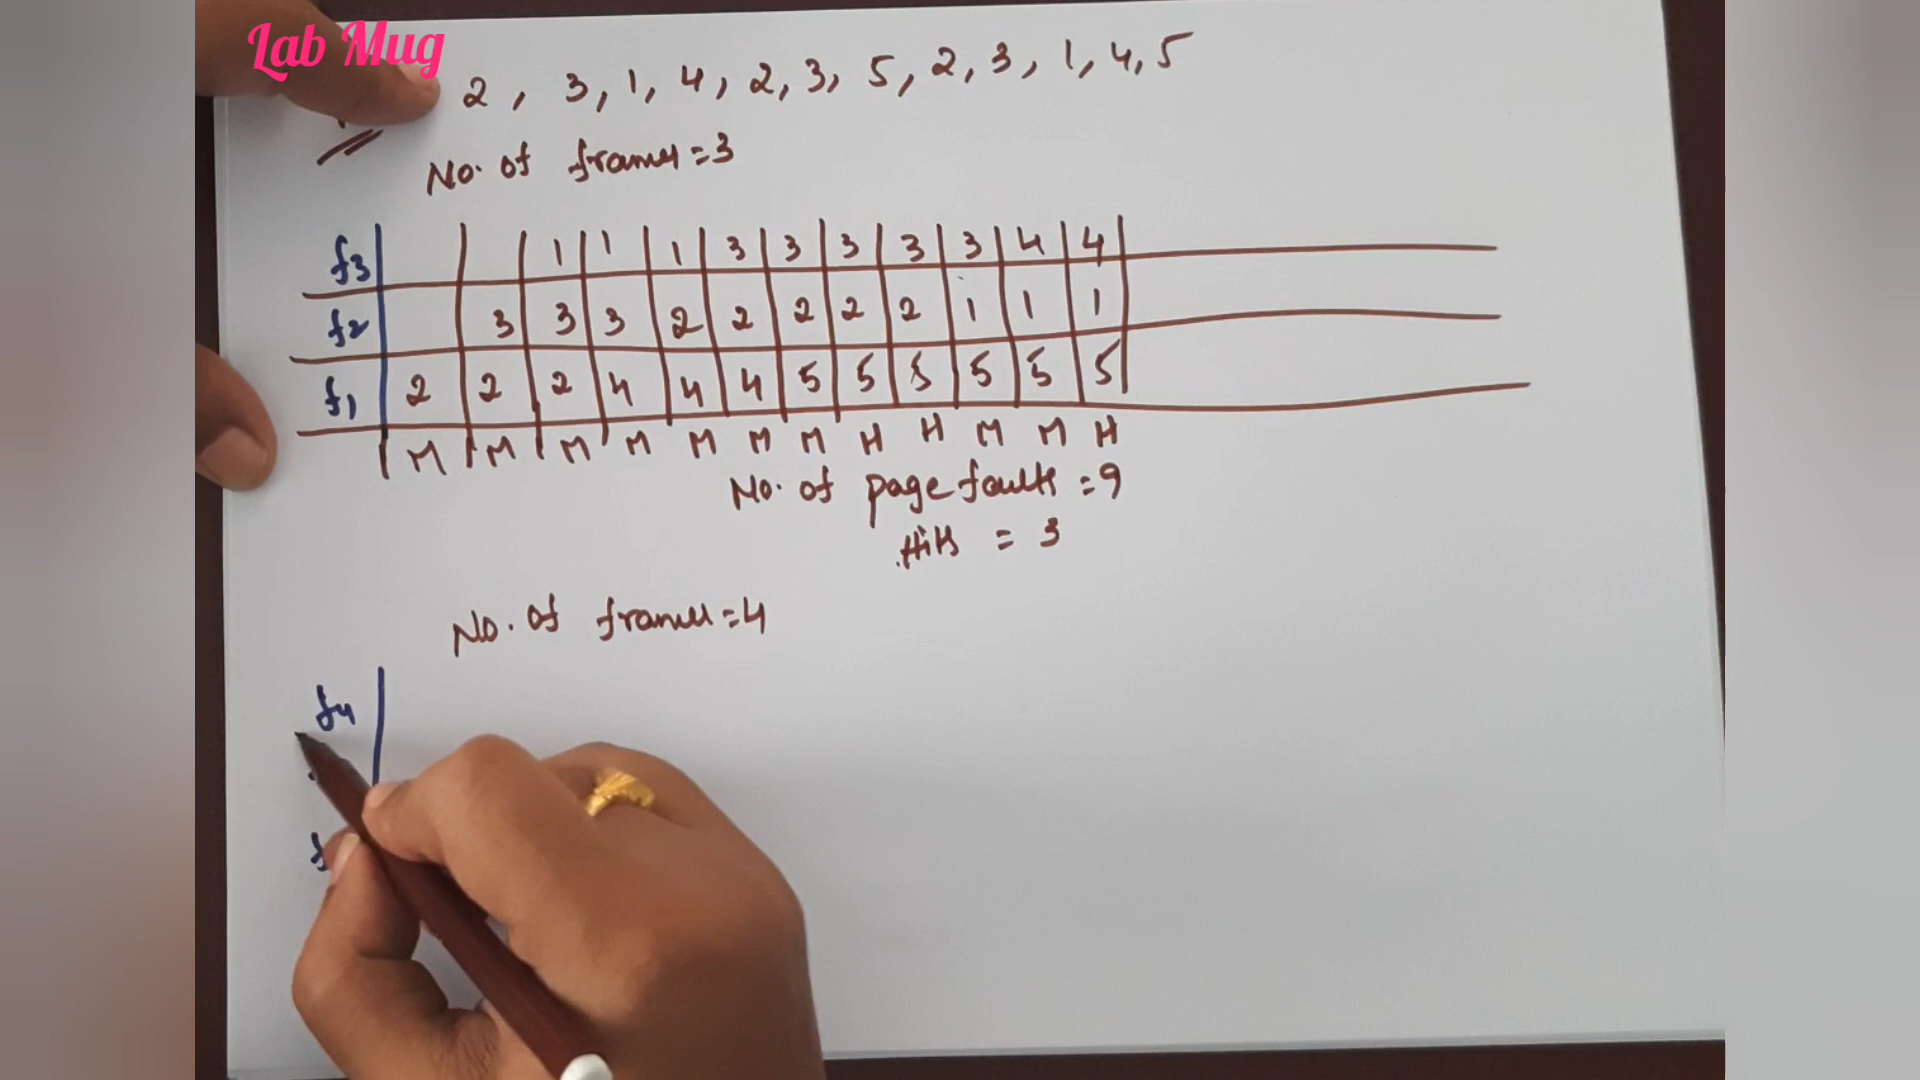 Lab Mug
2, 3, 1, 4, 2, 3, 5, 2, 3, 1, 4, 5
No. of frames=3
f3 1 1 1 3 3 3 3 3 4 4
f2 3 3 3 2 2 2 2 2 1 1 1
f1 2 2 2 4 4 4 5 5 5 5 5 5
M M M M M M M H H M M H
No. of page faults =9
Hits = 3
No. of frames=4
f4
f